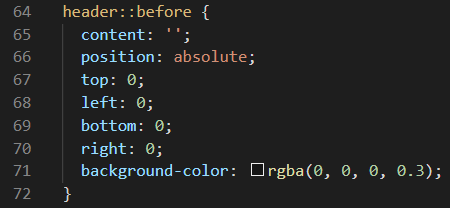 64 header::before {
65   content: '';
66   position: absolute;
67   top: 0;
68   left: 0;
69   bottom: 0;
70   right: 0;
71   background-color: rgba(0, 0, 0, 0.3);
72 }